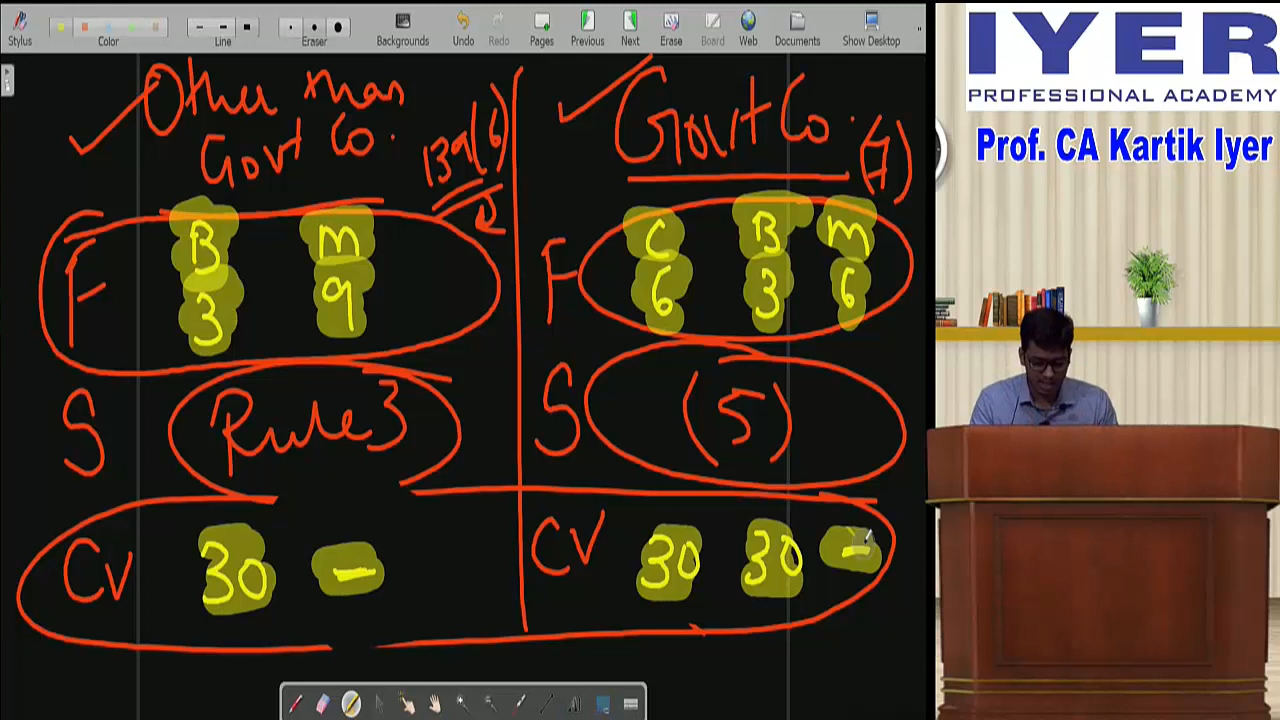 Stylus
Color
Line
Eraser
Backgrounds
Undo
Redo
Pages
Previous
Next
Erase
Board
Web
Documents
Show Desktop
Other than
Govt Co.
139(6)
F B M
3 9
S Rule 3
CV 30 -
Govt Co.
(7)
F C B M
6 3 6
S (5)
CV 30 30 -
IYER
PROFESSIONAL ACADEMY
Prof. CA Kartik Iyer